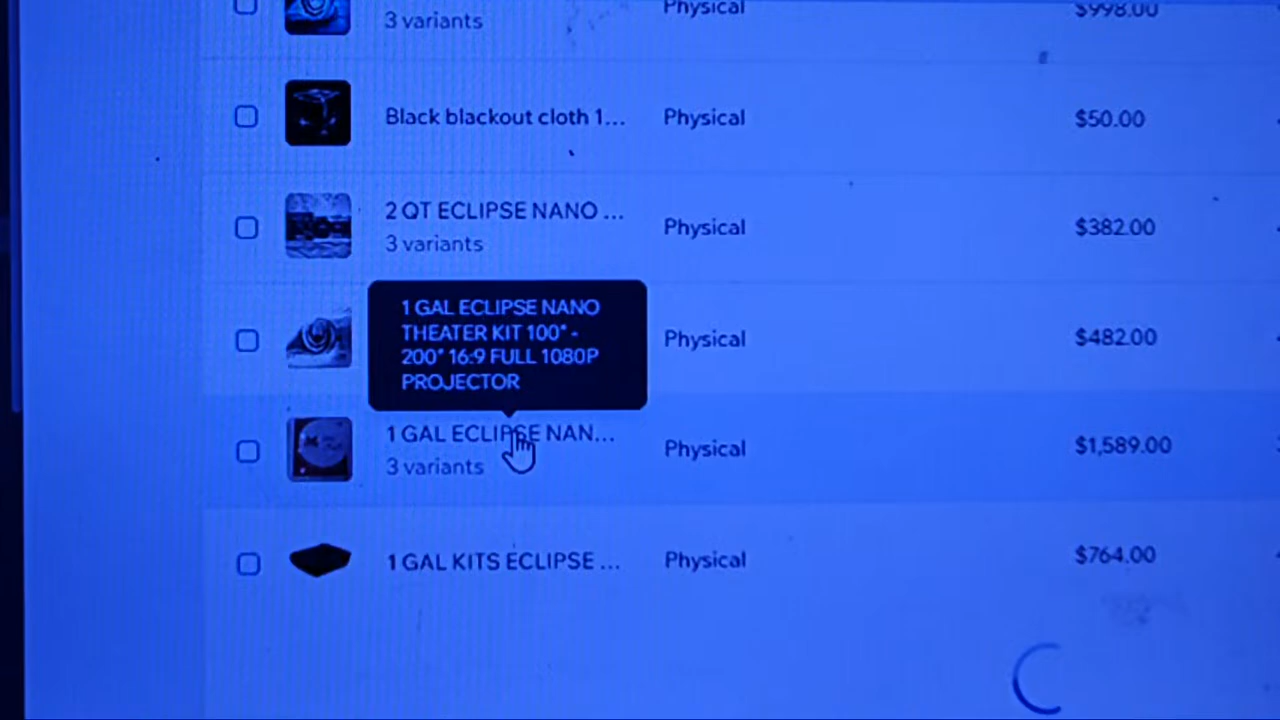 3 variants
Physical
$998.00
Black blackout cloth 1...
Physical
$50.00
2 QT ECLIPSE NANO ...
3 variants
Physical
$382.00
1 GAL ECLIPSE NANO
THEATER KIT 100" -
200" 16:9 FULL 1080P
PROJECTOR
Physical
$482.00
1 GAL ECLIPSE NAN...
3 variants
Physical
$1,589.00
1 GAL KITS ECLIPSE ...
Physical
$764.00